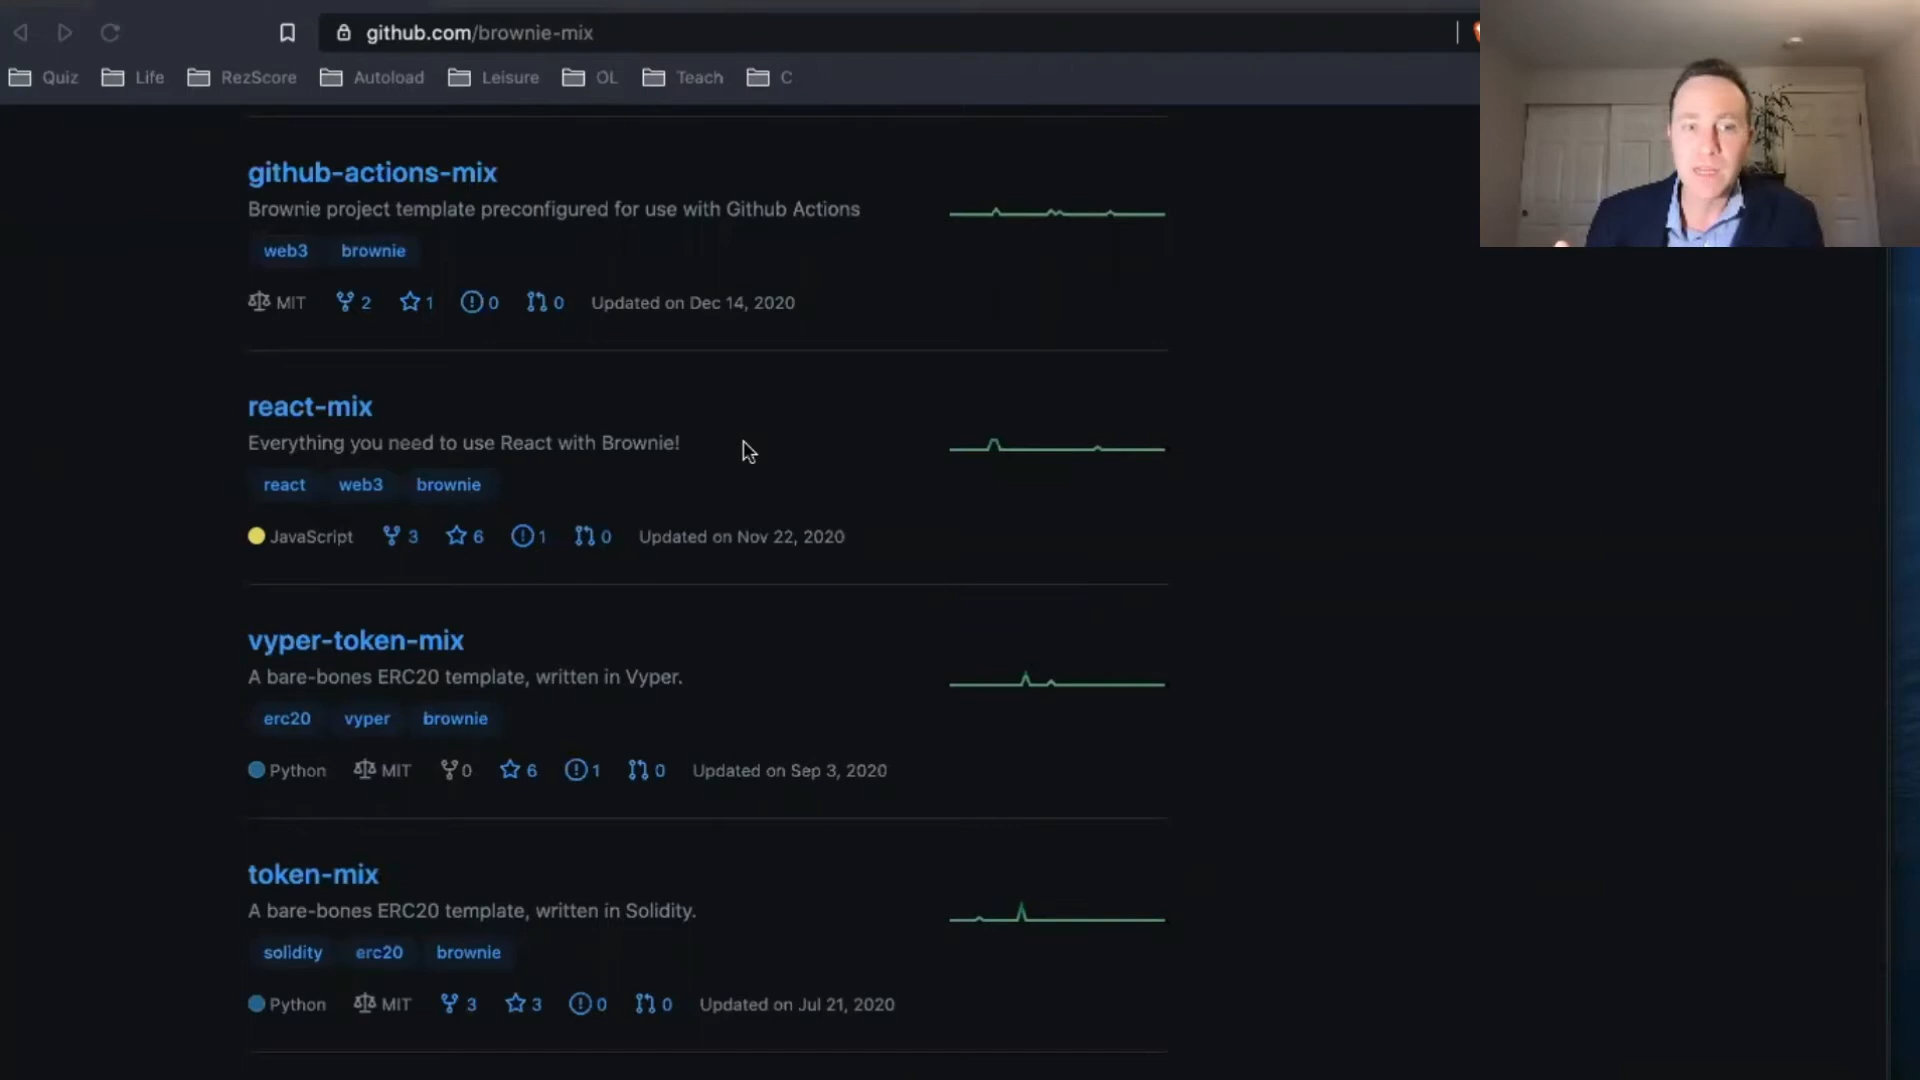 github.com/brownie-mix
Quiz Life RezScore Autoload Leisure OL Teach C
github-actions-mix
Brownie project template preconfigured for use with Github Actions
web3 brownie
MIT 2 1 0 0 Updated on Dec 14, 2020
react-mix
Everything you need to use React with Brownie!
react web3 brownie
JavaScript 3 6 1 0 Updated on Nov 22, 2020
vyper-token-mix
A bare-bones ERC20 template, written in Vyper.
erc20 vyper brownie
Python MIT 0 6 1 0 Updated on Sep 3, 2020
token-mix
A bare-bones ERC20 template, written in Solidity.
solidity erc20 brownie
Python MIT 3 3 0 0 Updated on Jul 21, 2020